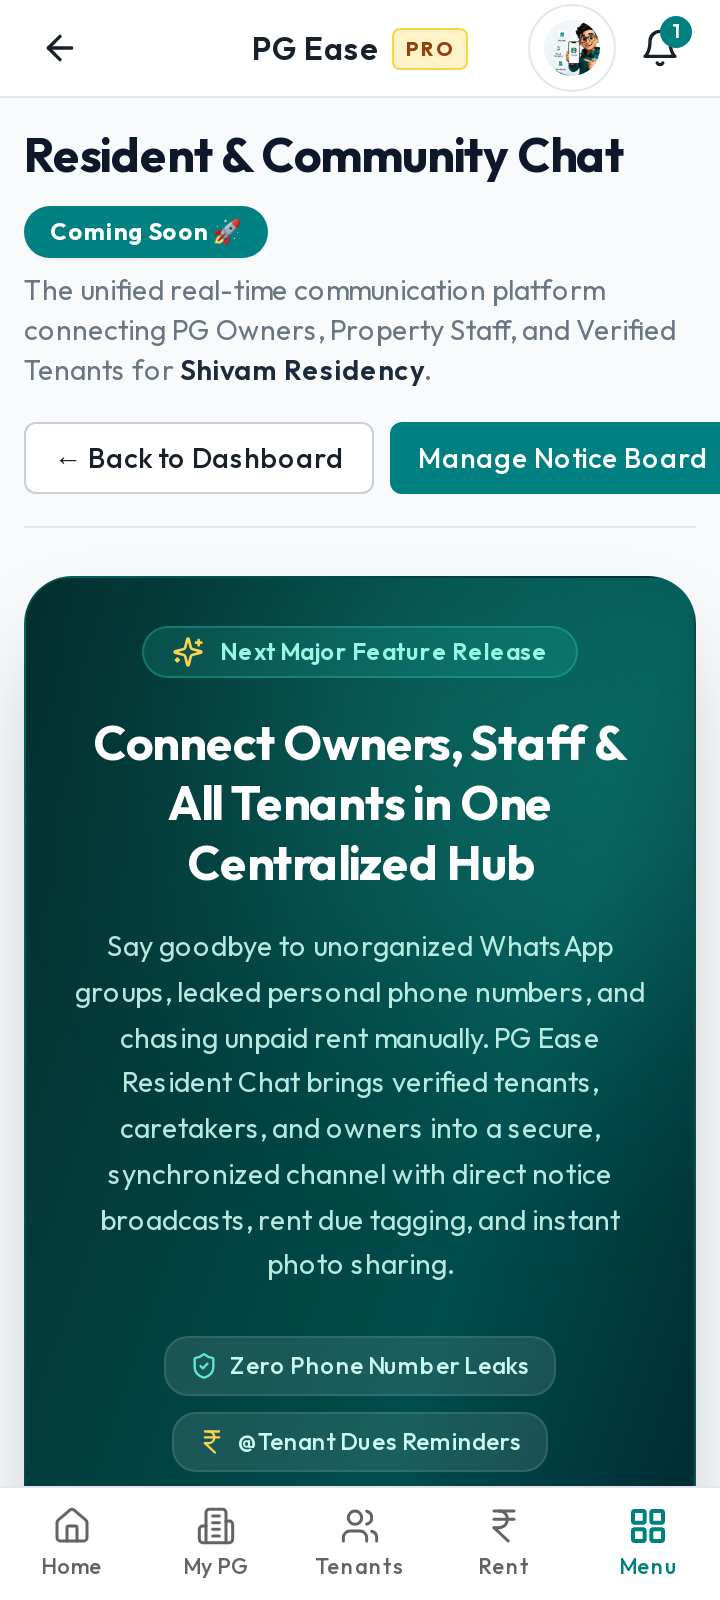 PG Ease PRO
1
Resident & Community Chat
Coming Soon 🚀
The unified real-time communication platform
connecting PG Owners, Property Staff, and Verified
Tenants for Shivam Residency.
← Back to Dashboard
Manage Notice Board
Next Major Feature Release
Connect Owners, Staff &
All Tenants in One
Centralized Hub
Say goodbye to unorganized WhatsApp
groups, leaked personal phone numbers, and
chasing unpaid rent manually. PG Ease
Resident Chat brings verified tenants,
caretakers, and owners into a secure,
synchronized channel with direct notice
broadcasts, rent due tagging, and instant
photo sharing.
Zero Phone Number Leaks
₹ @Tenant Dues Reminders
Home
My PG
Tenants
₹ Rent
Menu